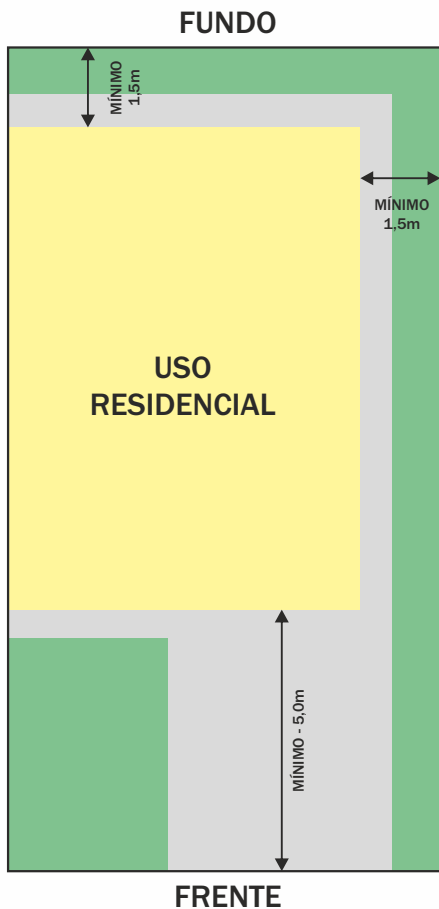 FUNDO
MÍNIMO
1,5m
MÍNIMO
1,5m
USO
RESIDENCIAL
MÍNIMO - 5,0m
FRENTE